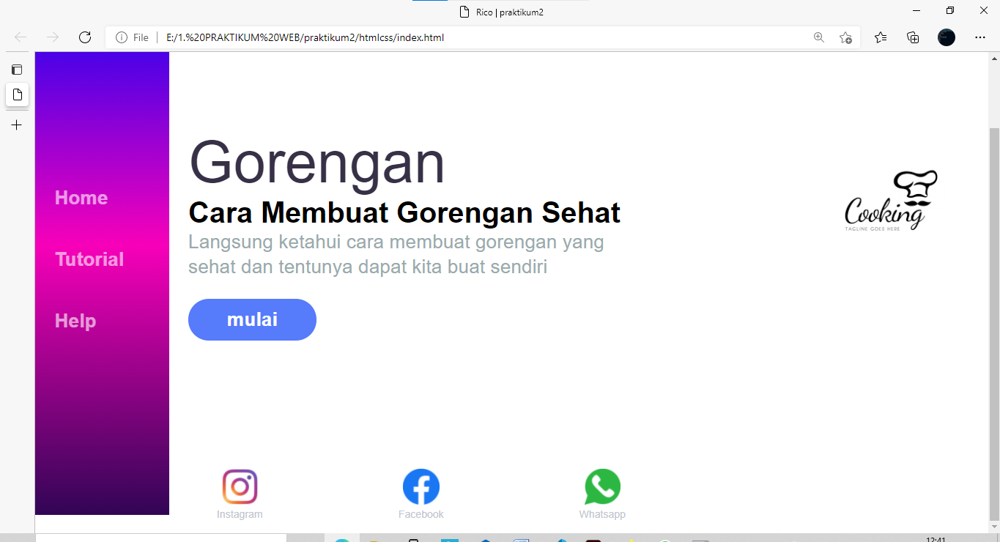 Rico | praktikum2
File
E:/1.%20PRAKTIKUM%20WEB/praktikum2/htmlcss/index.html
Home
Tutorial
Help
Gorengan
Cara Membuat Gorengan Sehat
Langsung ketahui cara membuat gorengan yang
sehat dan tentunya dapat kita buat sendiri
mulai
Cooking
TAGLINE GOES HERE
Instagram
Facebook
Whatsapp
12:41